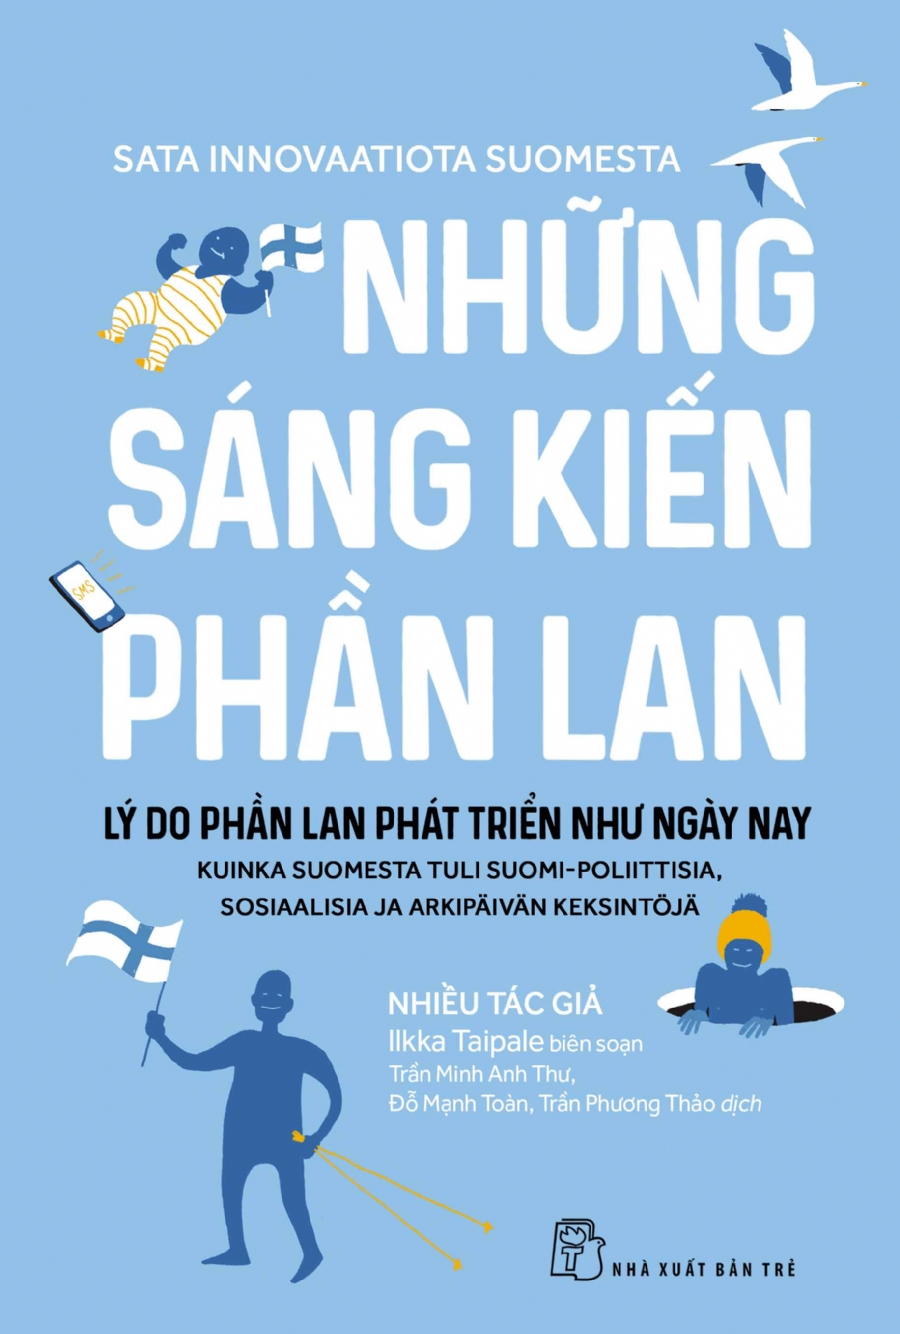 SATA INNOVAATIOTA SUOMESTA
NHỮNG
SÁNG KIẾN
SMS
PHẦN LAN
LÝ DO PHẦN LAN PHÁT TRIỂN NHƯ NGÀY NAY
KUINKA SUOMESTA TULI SUOMI-POLIITTISIA,
SOSIAALISIA JA ARKIPÄIVÄN KEKSINTÖJÄ
NHIỀU TÁC GIẢ
Ilkka Taipale biên soạn
Trần Minh Anh Thư,
Đỗ Mạnh Toàn, Trần Phương Thảo dịch
T
NHÀ XUẤT BẢN TRẺ